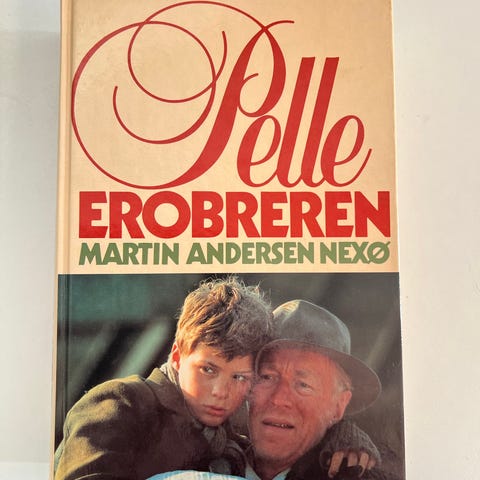 Pelle
EROBREREN
MARTIN ANDERSEN NEXØ